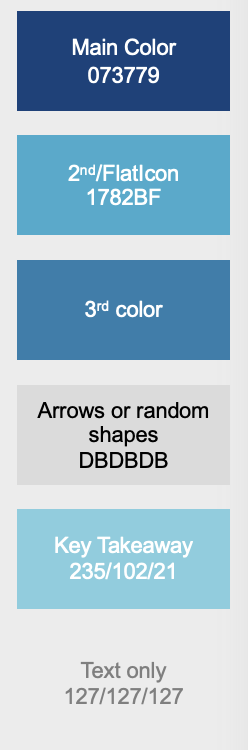 Main Color
073779
2nd/FlatIcon
1782BF
3rd color
Arrows or random
shapes
DBDBDB
Key Takeaway
235/102/21
Text only
127/127/127